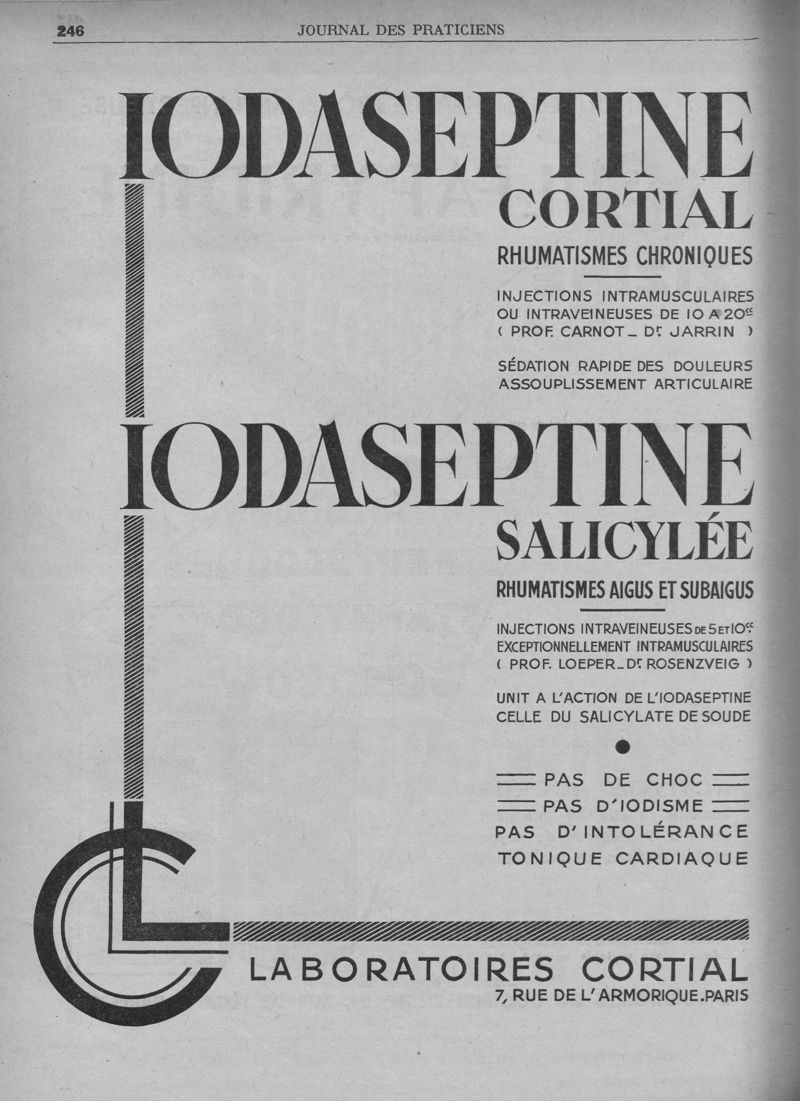 246
JOURNAL DES PRATICIENS
IODASEPTINE
CORTIAL
RHUMATISMES CHRONIQUES
INJECTIONS INTRAMUSCULAIRES
OU INTRAVEINEUSES DE 10 A 20cc
( PROF. CARNOT _ Dr. JARRIN )
SÉDATION RAPIDE DES DOULEURS
ASSOUPLISSEMENT ARTICULAIRE
IODASEPTINE
SALICYLÉE
RHUMATISMES AIGUS ET SUBAIGUS
INJECTIONS INTRAVEINEUSES DE 5 ET 10cc.
EXCEPTIONNELLEMENT INTRAMUSCULAIRES
( PROF. LOEPER _ Dr. ROSENZVEIG )
UNIT A L'ACTION DE L'IODASEPTINE
CELLE DU SALICYLATE DE SOUDE
PAS DE CHOC
PAS D'IODISME
PAS D'INTOLÉRANCE
TONIQUE CARDIAQUE
CL
LABORATOIRES CORTIAL
7, RUE DE L'ARMORIQUE.PARIS